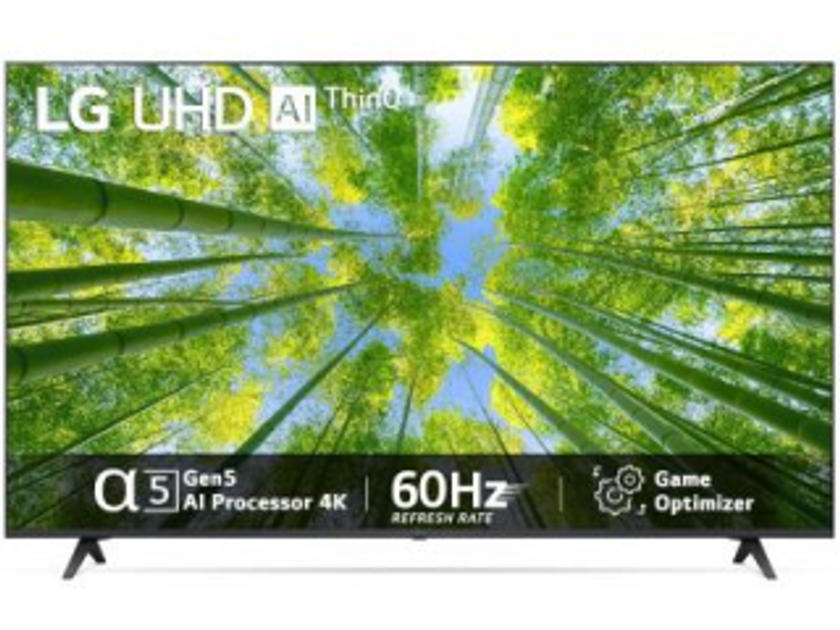 LG UHD AI ThinQ
α5 Gen5
AI Processor 4K
60Hz
REFRESH RATE
Game
Optimizer